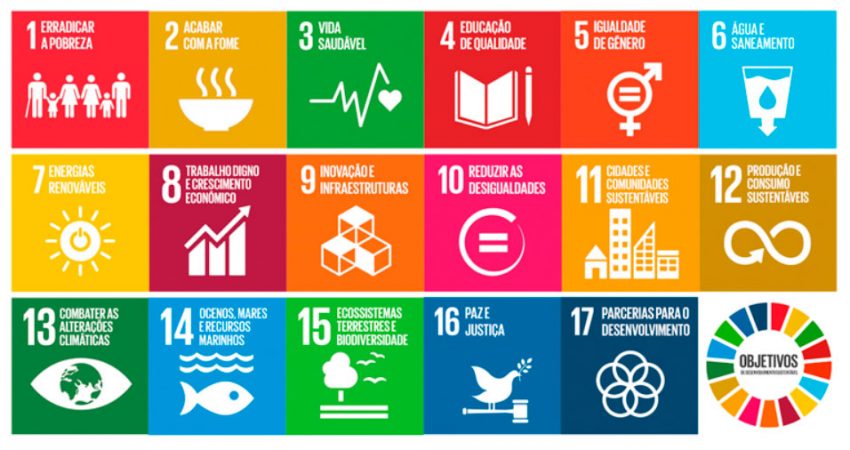 1 ERRADICAR
A POBREZA
2 ACABAR
COM A FOME
3 VIDA
SAUDÁVEL
4 EDUCAÇÃO
DE QUALIDADE
5 IGUALDADE
DE GÉNERO
6 ÁGUA E
SANEAMENTO
7 ENERGIAS
RENOVÁVEIS
8 TRABALHO DIGNO
E CRESCIMENTO
ECONÓMICO
9 INOVAÇÃO E
INFRAESTRUTURAS
10 REDUZIR AS
DESIGUALDADES
11 CIDADES E
COMUNIDADES
SUSTENTÁVEIS
12 PRODUÇÃO E
CONSUMO
SUSTENTÁVEIS
13 COMBATER AS
ALTERAÇÕES
CLIMÁTICAS
14 OCENOS, MARES
E RECURSOS
MARINHOS
15 ECOSSISTEMAS
TERRESTRES E
BIODIVERSIDADE
16 PAZ E
JUSTIÇA
17 PARCERIAS PARA O
DESENVOLVIMENTO
OBJETIVOS
DE DESENVOLVIMENTO SUSTENTÁVEL